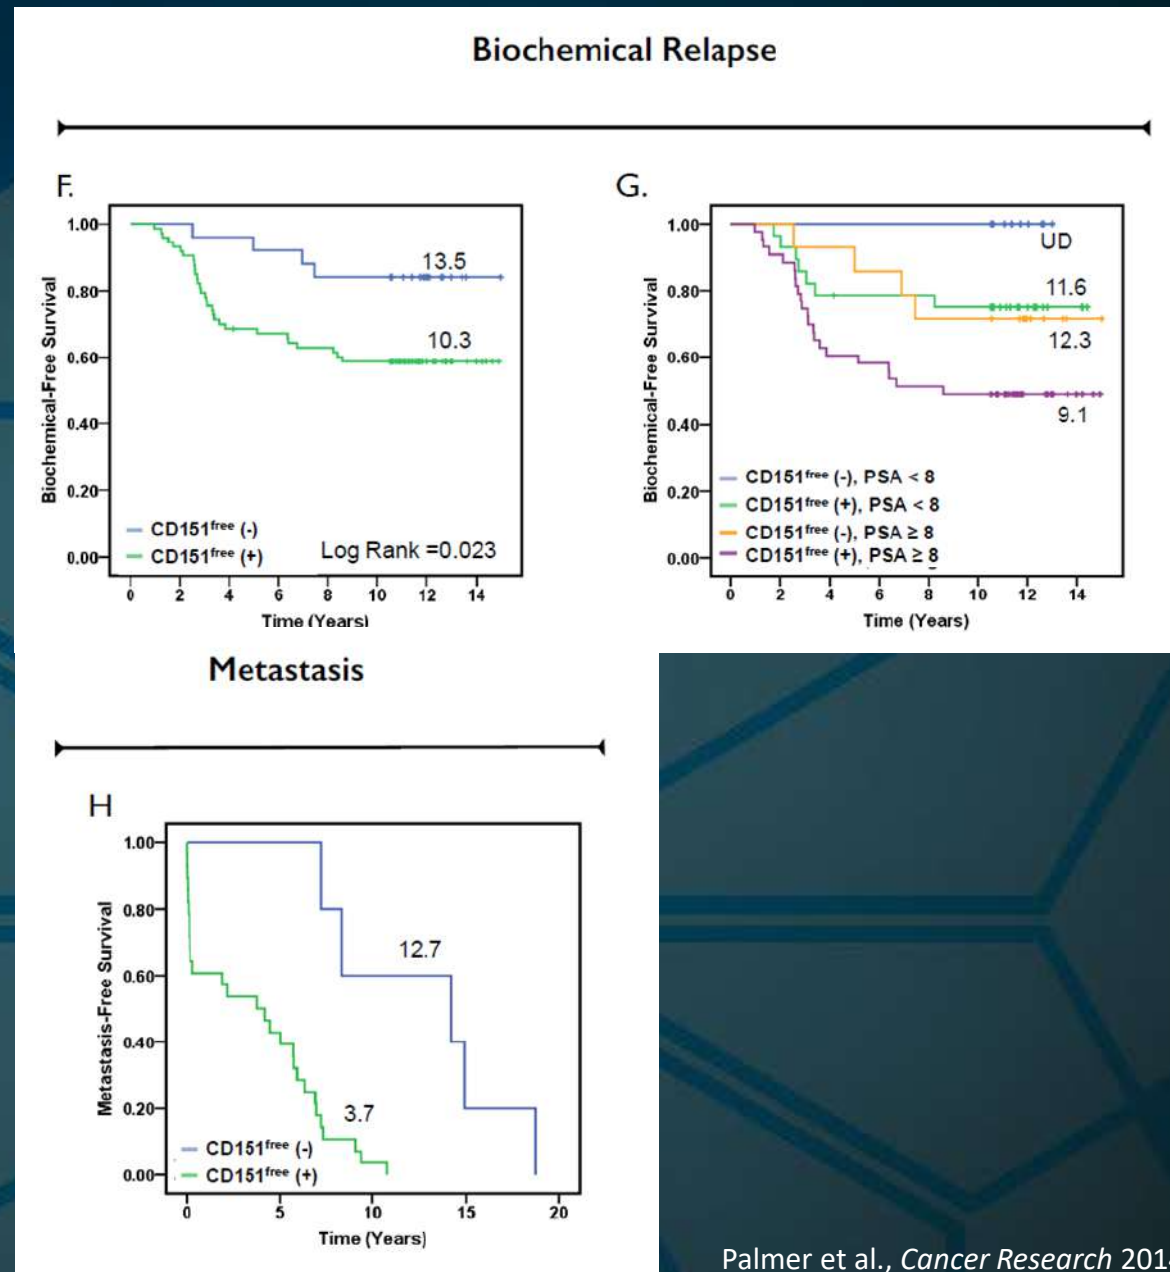 Biochemical Relapse
F.
Biochemical-Free Survival
1.00
0.80
0.60
0.40
0.20
0.00
13.5
10.3
CD151free (-)
CD151free (+)
Log Rank =0.023
0 2 4 6 8 10 12 14
Time (Years)
G.
Biochemical-Free Survival
1.00
0.80
0.60
0.40
0.20
0.00
UD
11.6
12.3
9.1
CD151free (-), PSA < 8
CD151free (+), PSA < 8
CD151free (-), PSA ≥ 8
CD151free (+), PSA ≥ 8
0 2 4 6 8 10 12 14
Time (Years)
Metastasis
H
Metastasis-Free Survival
1.00
0.80
0.60
0.40
0.20
0.00
12.7
3.7
CD151free (-)
CD151free (+)
0 5 10 15 20
Time (Years)
Palmer et al., Cancer Research